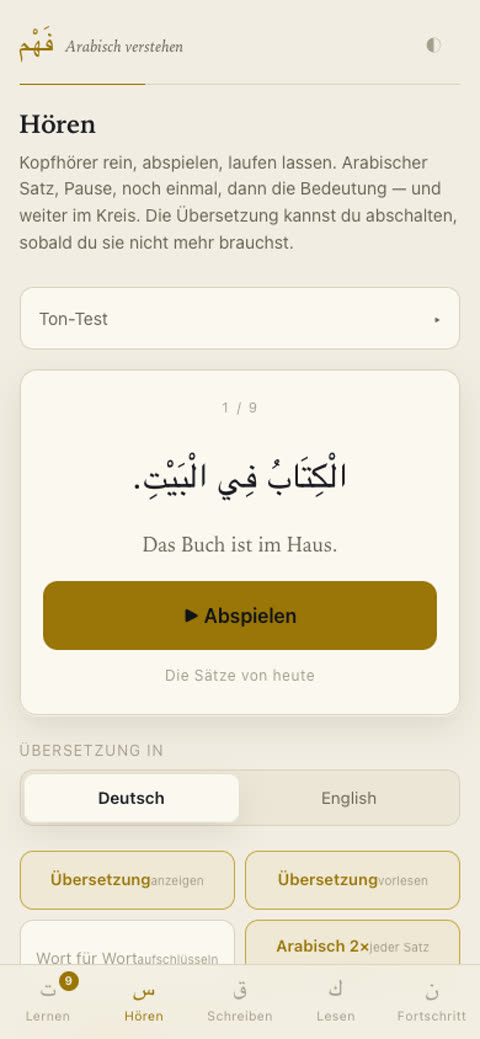 فَهْم Arabisch verstehen
Hören
Kopfhörer rein, abspielen, laufen lassen. Arabischer
Satz, Pause, noch einmal, dann die Bedeutung — und
weiter im Kreis. Die Übersetzung kannst du abschalten,
sobald du sie nicht mehr brauchst.
Ton-Test
1 / 9
الْكِتَابُ فِي الْبَيْتِ.
Das Buch ist im Haus.
Abspielen
Die Sätze von heute
ÜBERSETZUNG IN
Deutsch English
Übersetzung anzeigen Übersetzung vorlesen
Wort für Wort aufschlüsseln Arabisch 2× jeder Satz
ت 9 س ق ك ن
Lernen Hören Schreiben Lesen Fortschritt